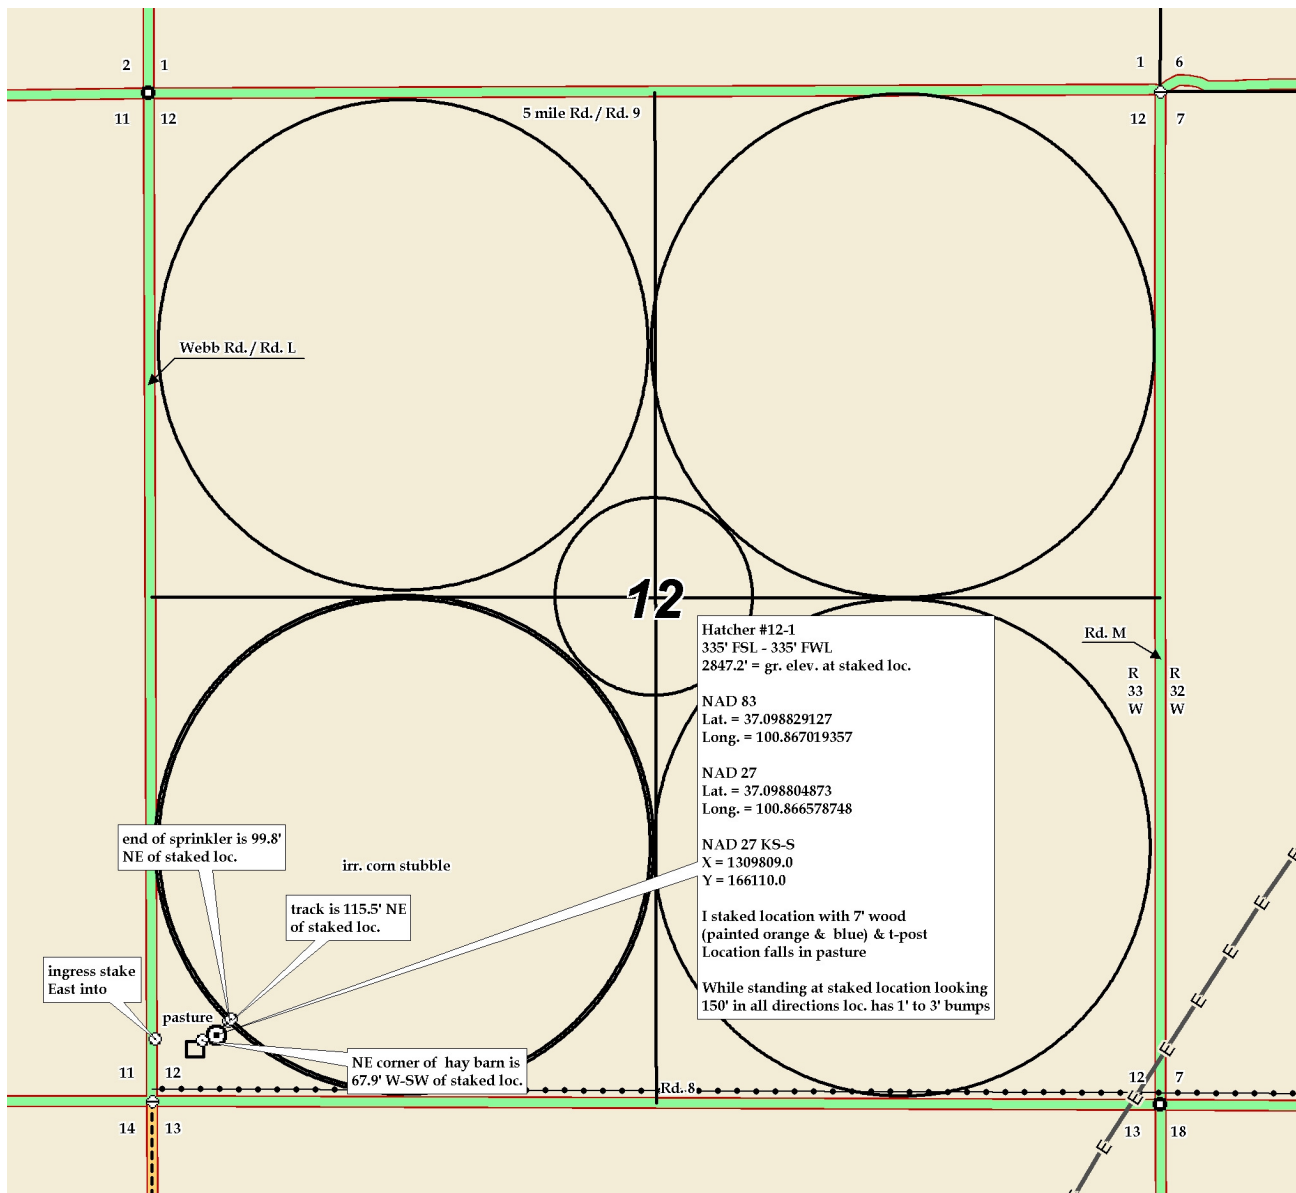 2 1
1 6
11 12
5 mile Rd. / Rd. 9
12 7
Webb Rd. / Rd. L
12
Hatcher #12-1
335' FSL - 335' FWL
2847.2' = gr. elev. at staked loc.
NAD 83
Lat. = 37.098829127
Long. = 100.867019357
NAD 27
Lat. = 37.098804873
Long. = 100.866578748
NAD 27 KS-S
X = 1309809.0
Y = 166110.0
I staked location with 7' wood
(painted orange & blue) & t-post
Location falls in pasture
While standing at staked location looking
150' in all directions loc. has 1' to 3' bumps
Rd. M
R R
33 32
W W
end of sprinkler is 99.8'
NE of staked loc.
irr. corn stubble
track is 115.5' NE
of staked loc.
ingress stake
East into
pasture
NE corner of hay barn is
67.9' W-SW of staked loc.
11 12
Rd. 8
12 7
14 13
13 18
E
E
E
E
E
E
E